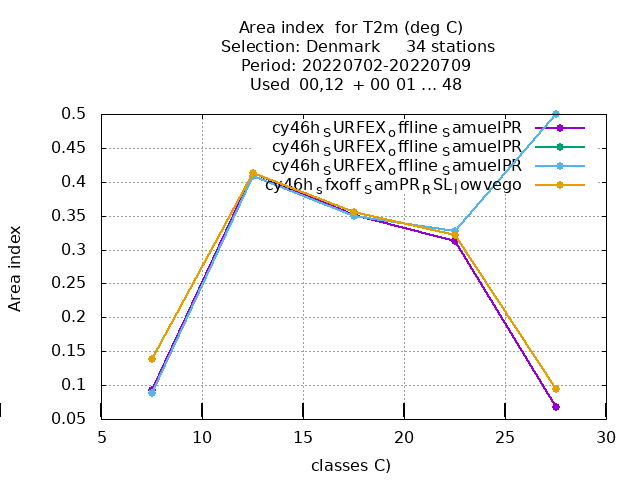 Area index  for T2m (deg C)
Selection: Denmark     34 stations
Period: 20220702-20220709
Used  00,12  + 00 01 ... 48
cy46h_SURFEX_offline_SamuelPR
cy46h_SURFEX_offline_SamuelPR
cy46h_SURFEX_offline_SamuelPR
cy46h_sfxoff_SamPR_RSL_lowvego
0.5
0.45
0.4
0.35
0.3
0.25
0.2
0.15
0.1
0.05
Area index
5 10 15 20 25 30
classes C)